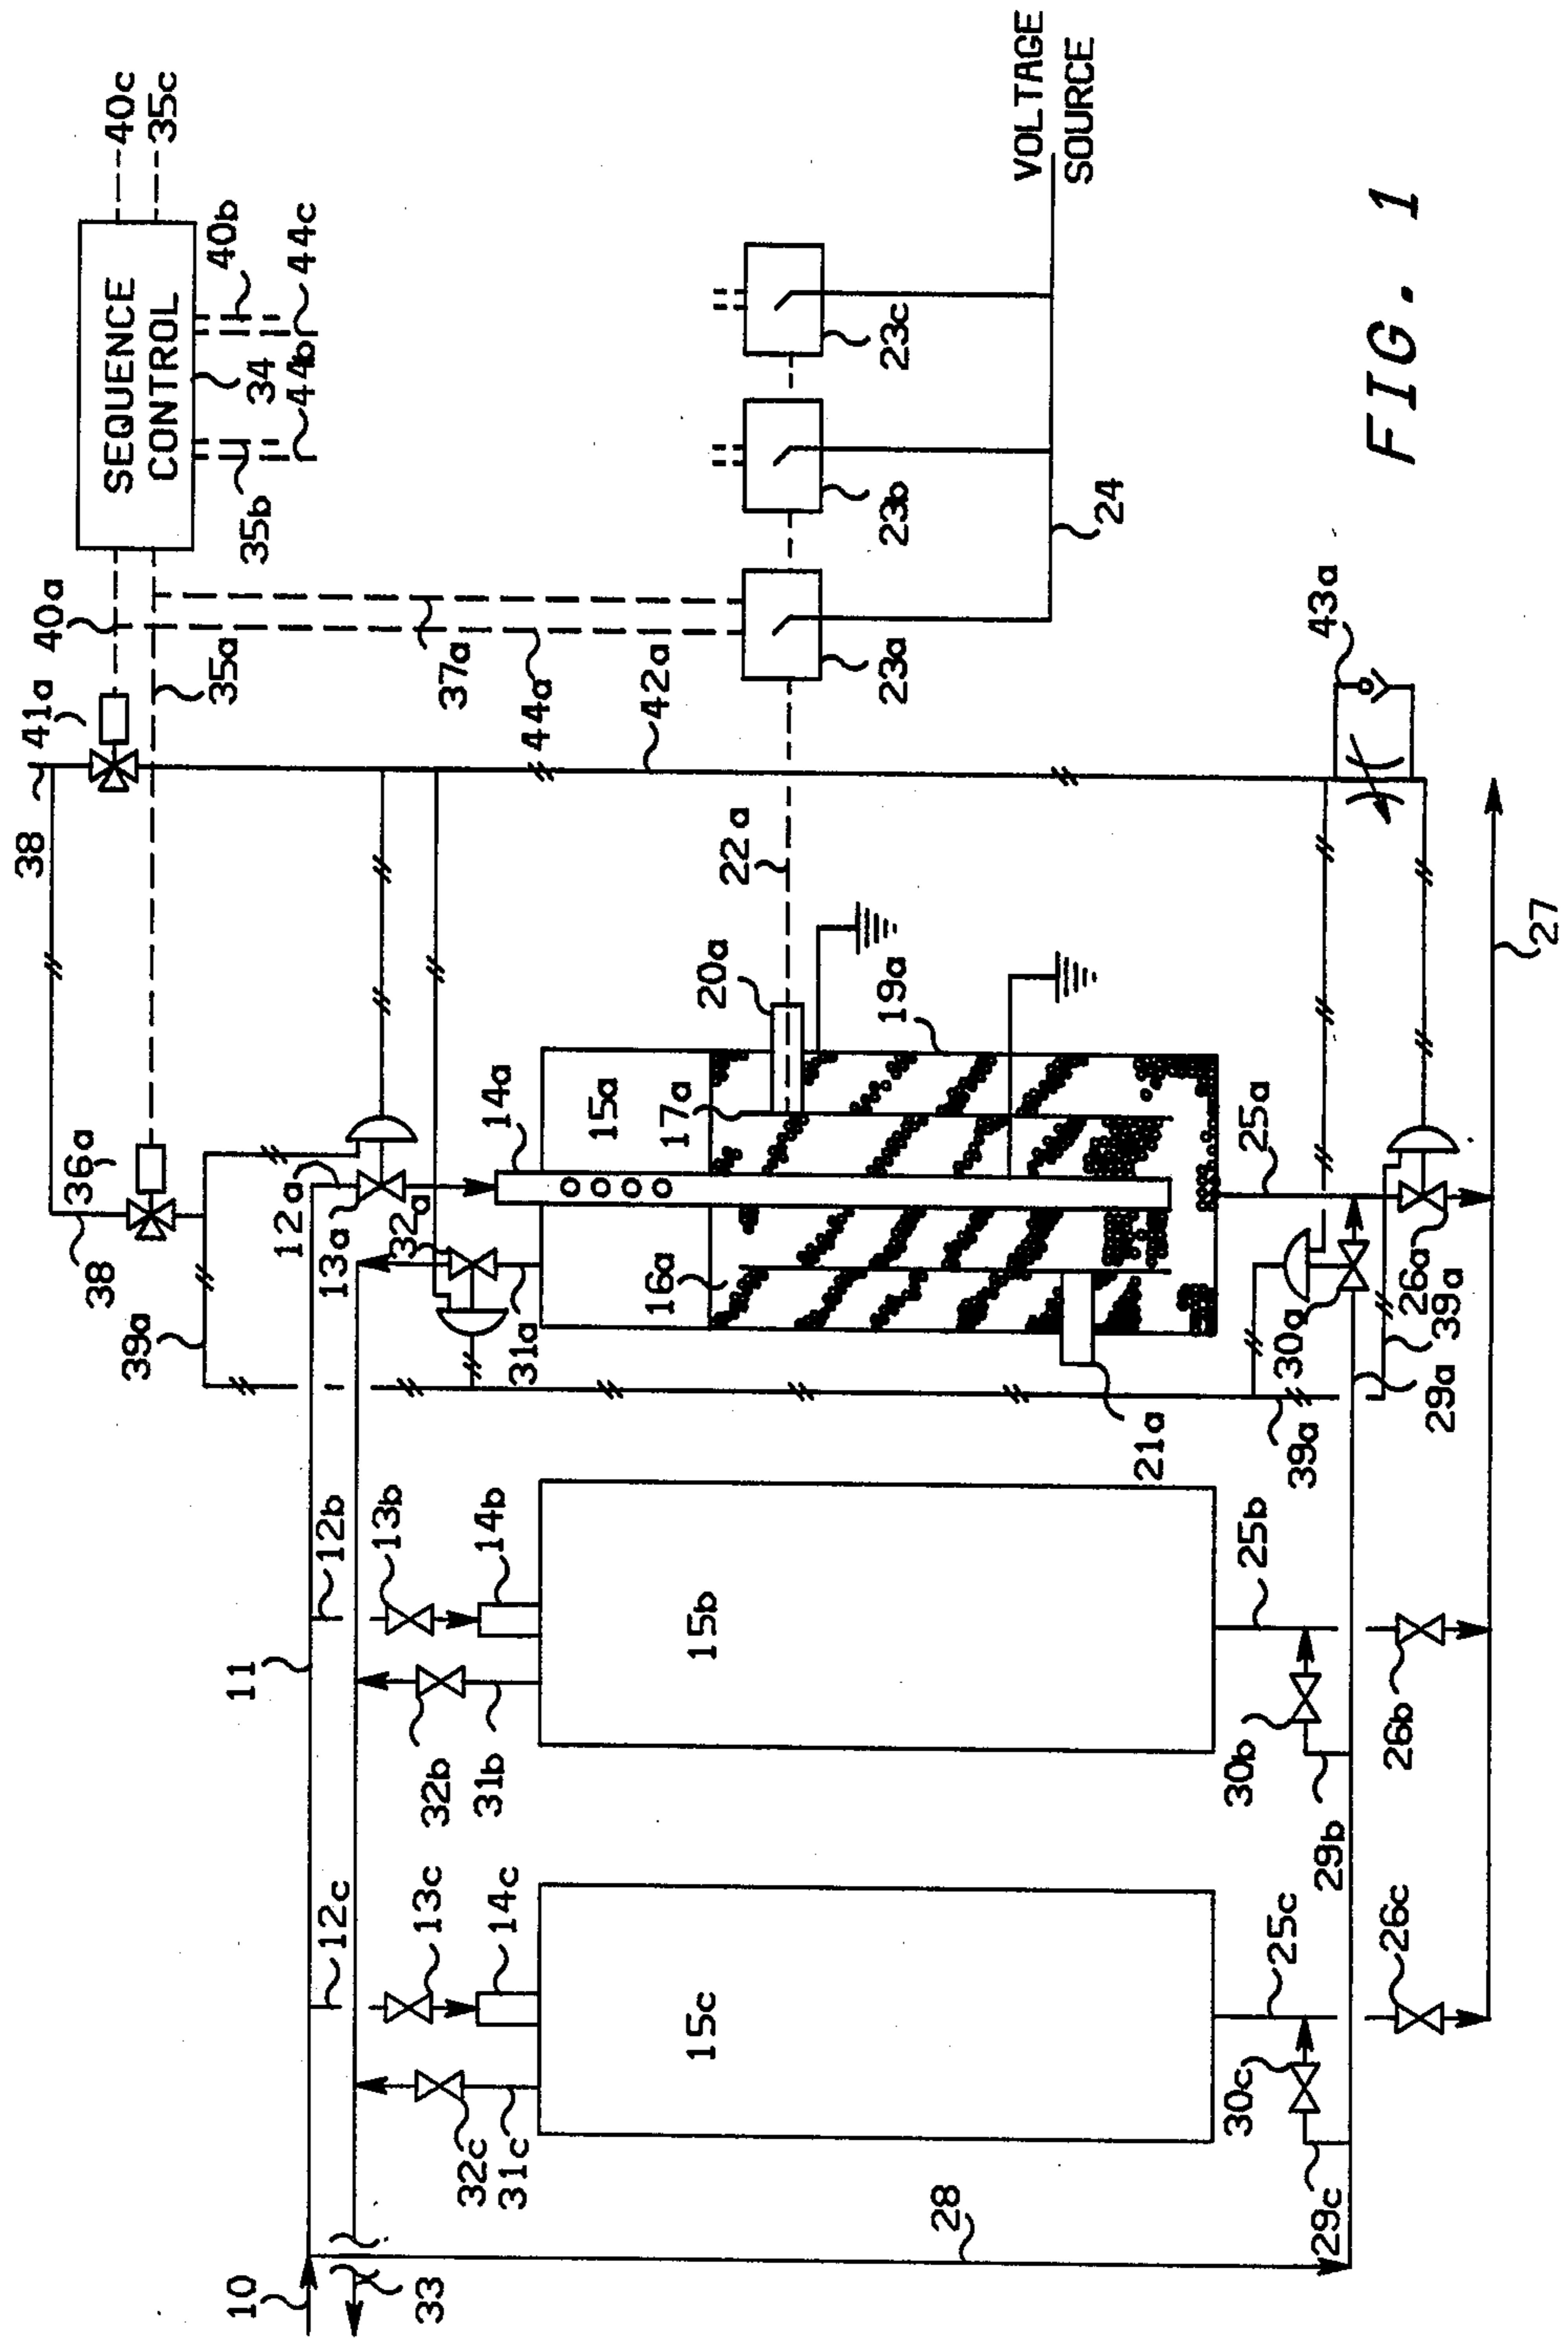 38
41a
40a
SEQUENCE
CONTROL
40c
35c
35b
34
44b
40b
44c
36a
38
39a
35a
37a
44a
42a
12a
13a
32a
31a
14a
15a
16a
17a
20a
19a
22a
21a
23a
23b
23c
24
VOLTAGE
SOURCE
10
11
33
28
12c
13c
14c
32c
31c
15c
12b
13b
14b
32b
31b
15b
25c
30c
29c
26c
25b
30b
29b
26b
25a
30a
29a
26a
39a
39a
43a
27
FIG. 1